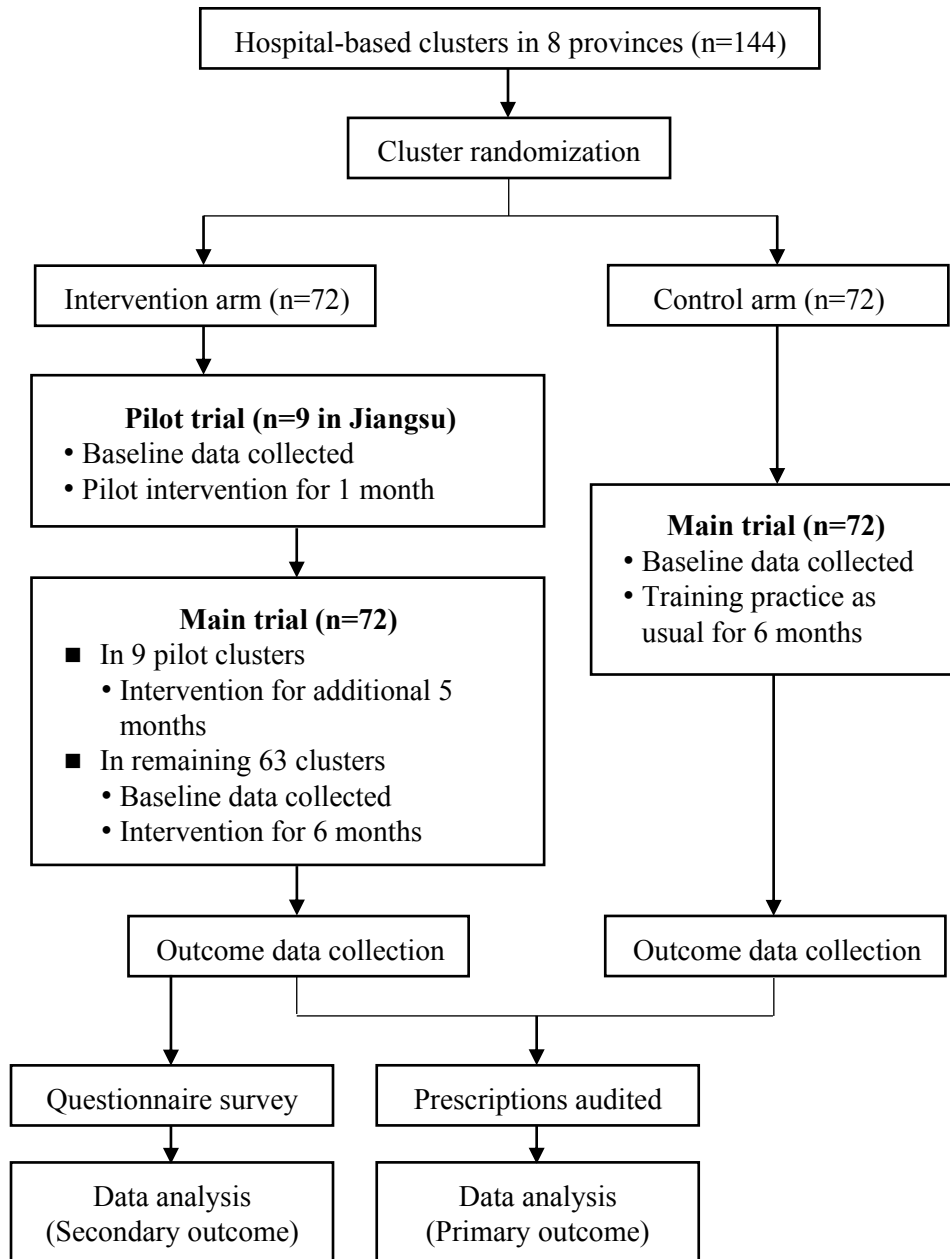 Hospital-based clusters in 8 provinces (n=144)
Cluster randomization
Intervention arm (n=72)
Control arm (n=72)
Pilot trial (n=9 in Jiangsu)
• Baseline data collected
• Pilot intervention for 1 month
Main trial (n=72)
• Baseline data collected
• Training practice as
usual for 6 months
Main trial (n=72)
■ In 9 pilot clusters
• Intervention for additional 5
months
■ In remaining 63 clusters
• Baseline data collected
• Intervention for 6 months
Outcome data collection
Outcome data collection
Questionnaire survey
Prescriptions audited
Data analysis
(Secondary outcome)
Data analysis
(Primary outcome)